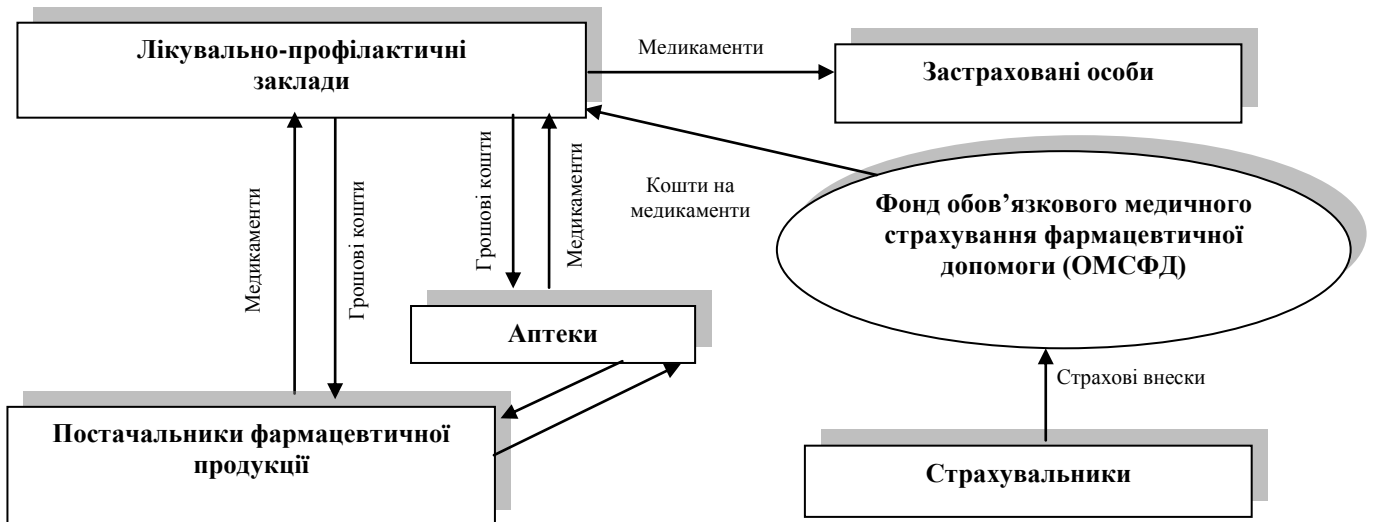 Лікувально-профілактичні
заклади
Медикаменти
Застраховані особи
Медикаменти
Грошові кошти
Грошові кошти
Медикаменти
Кошти на
медикаменти
Фонд обов’язкового медичного
страхування фармацевтичної
допомоги (ОМСФД)
Аптеки
Страхові внески
Постачальники фармацевтичної
продукції
Страхувальники